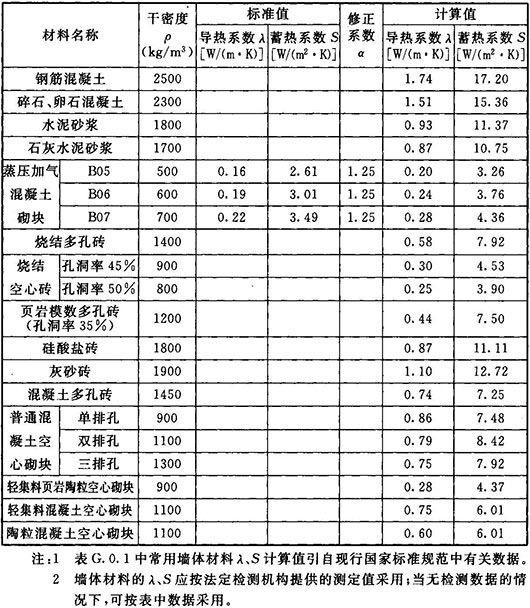 材料名称 干密度ρ(kg/m³) 标准值 修正系数α 计算值
导热系数λ[W/(m·K)] 蓄热系数S[W/(m²·K)] 导热系数λ[W/(m·K)] 蓄热系数S[W/(m²·K)]
钢筋混凝土 2500 1.74 17.20
碎石、卵石混凝土 2300 1.51 15.36
水泥砂浆 1800 0.93 11.37
石灰水泥砂浆 1700 0.87 10.75
蒸压加气混凝土砌块 B05 500 0.16 2.61 1.25 0.20 3.26
B06 600 0.19 3.01 1.25 0.24 3.76
B07 700 0.22 3.49 1.25 0.28 4.36
烧结多孔砖 1400 0.58 7.92
烧结空心砖 孔洞率45% 900 0.30 4.53
孔洞率50% 800 0.25 3.90
页岩模数多孔砖(孔洞率35%) 1200 0.44 7.50
硅酸盐砖 1800 0.87 11.11
灰砂砖 1900 1.10 12.72
混凝土多孔砖 1450 0.74 7.25
普通混凝土空心砌块 单排孔 900 0.86 7.48
双排孔 1100 0.79 8.42
三排孔 1300 0.75 7.92
轻集料页岩陶粒空心砌块 900 0.28 4.37
轻集料混凝土空心砌块 1100 0.75 6.01
陶粒混凝土空心砌块 1100 0.60 6.01
注:1 表G.0.1中常用墙体材料λ、S计算值引自现行国家标准规范中有关数据。
2 墙体材料的λ、S应按法定检测机构提供的测定值采用;当无检测数据的情
况下,可按表中数据采用。